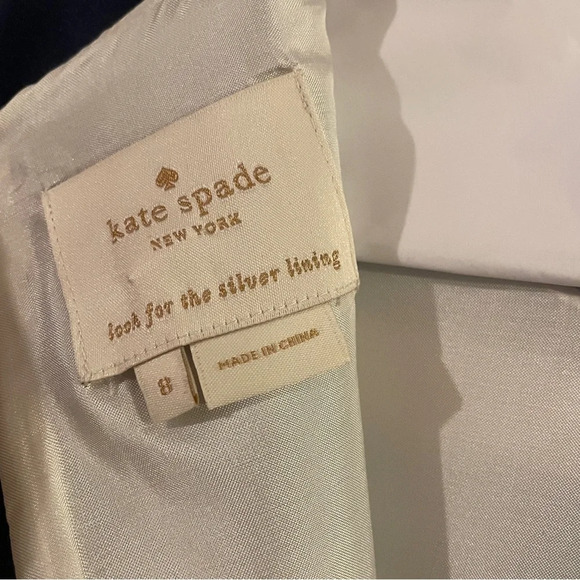 kate spade
NEW YORK
look for the silver lining
8
MADE IN CHINA